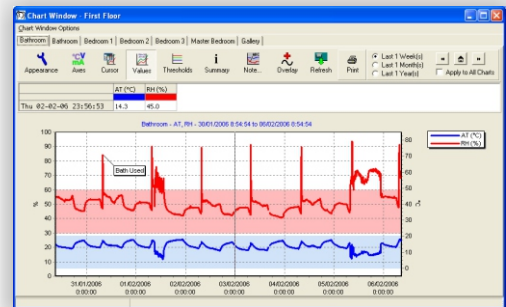 Chart Window - First Floor
Chart Window Options
Bathroom Bathroom Bedroom 1 Bedroom 2 Bedroom 3 Master Bedroom Gallery
Appearance Axes Cursor Values Thresholds Summary Note... Overlay Refresh Print
Last 1 Week(s)
Last 1 Month(s)
Last 1 Year(s)
Apply to All Charts
AT (°C) RH (%)
Thu 02-02-06 23:56:53 14.3 45.0
Bathroom - AT, RH - 30/01/2006 8:54:54 to 06/02/2006 8:54:54
AT (°C)
RH (%)
100
90
80
70
60
50
40
30
20
10
0
%
80
70
60
50
40
30
20
10
0
°C
Bath Used
31/01/2006 01/02/2006 02/02/2006 03/02/2006 04/02/2006 05/02/2006 06/02/2006
0:00:00 0:00:00 0:00:00 0:00:00 0:00:00 0:00:00 0:00:00